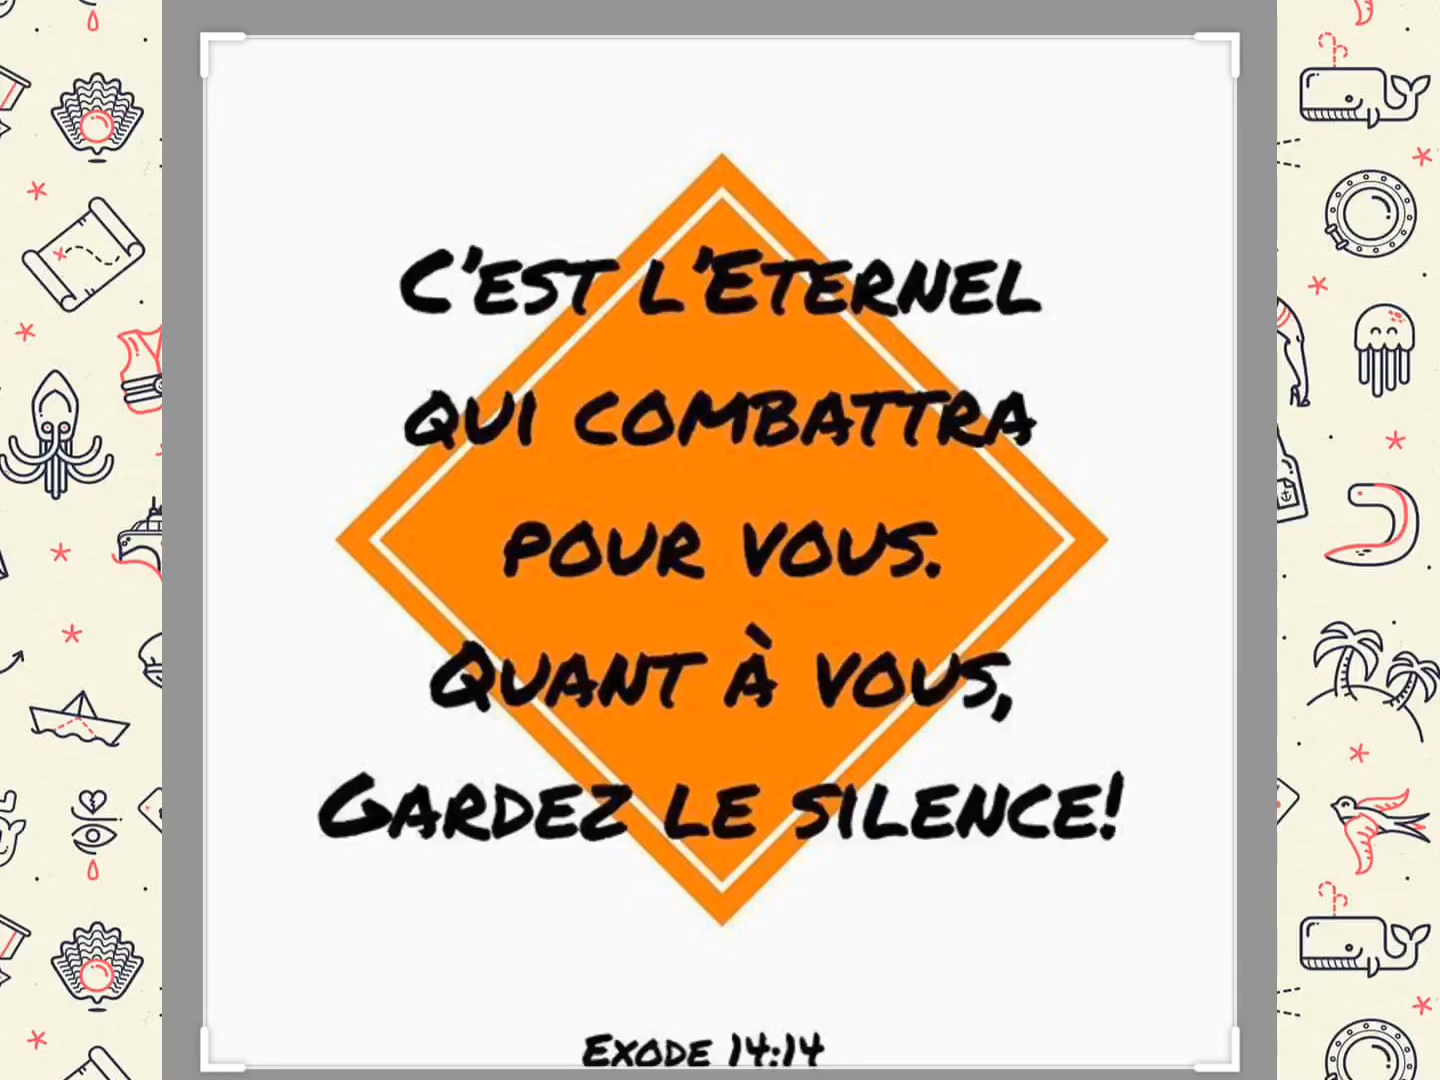 C'est l'Eternel
qui combattra
pour vous.
Quant à vous,
Gardez le silence!
Exode 14:14